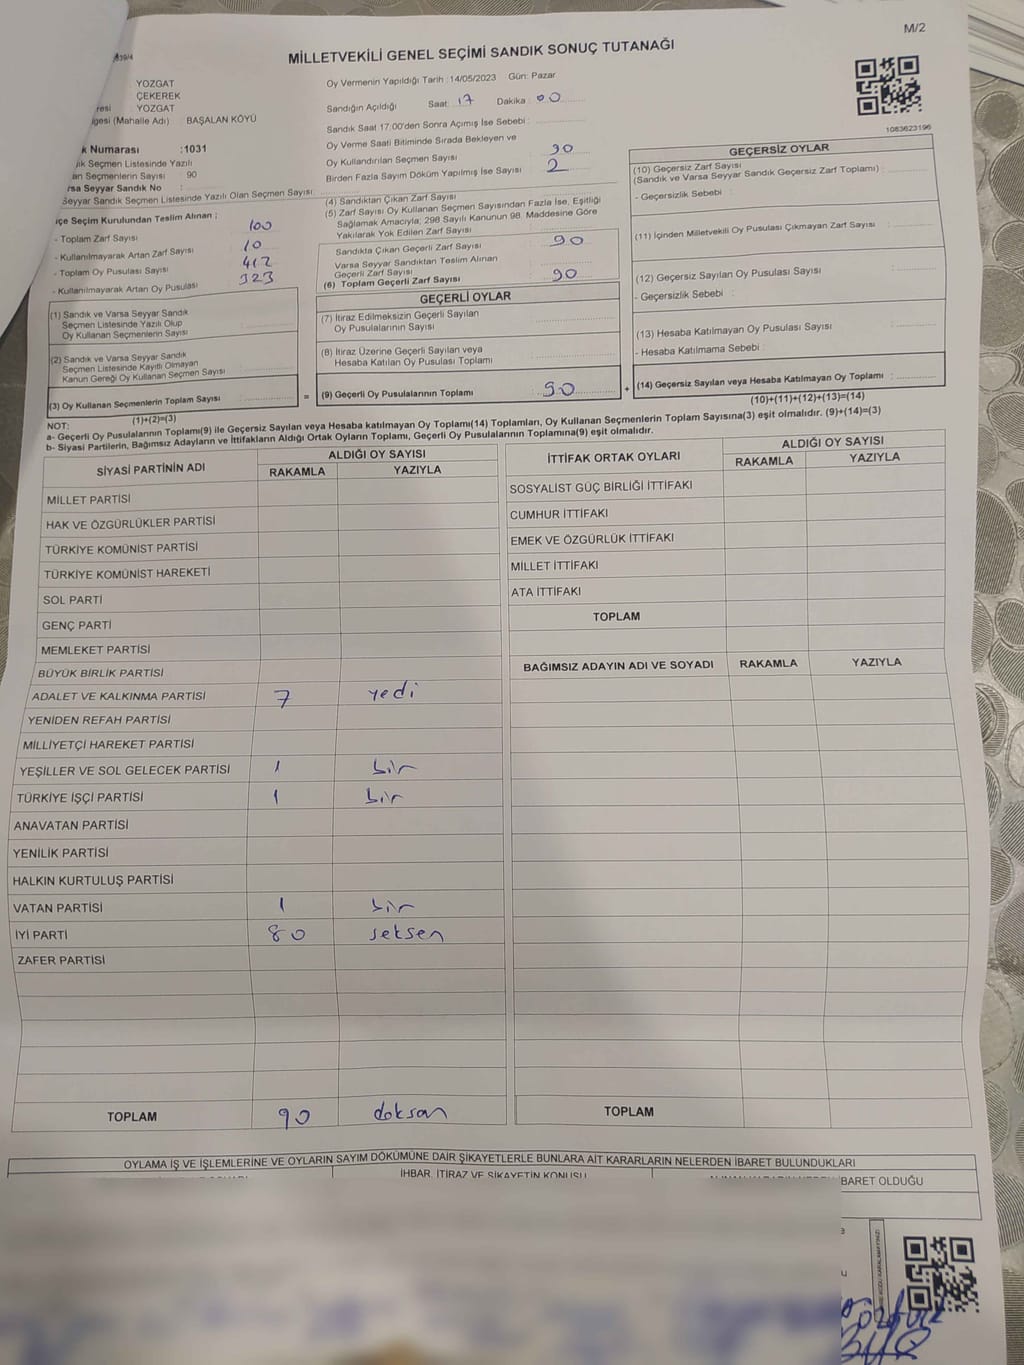 M/2
MİLLETVEKİLİ GENEL SEÇİMİ SANDIK SONUÇ TUTANAĞI
YOZGAT
ÇEKEREK
YOZGAT
(Mahalle Adı) : BAŞALAN KÖYÜ
Numarası :1031
Seçmen Listesinde Yazılı
Seçmenlerin Sayısı : 90
Seyyar Sandık No :
Seyyar Sandık Seçmen Listesinde Yazılı Olan Seçmen Sayısı:
Oy Vermenin Yapıldığı Tarih :14/05/2023 Gün: Pazar
Sandığın Açıldığı Saat: 17 Dakika : 00
Sandık Saat 17.00'den Sonra Açımış İse Sebebi :
Oy Verme Saati Bitiminde Sırada Bekleyen ve
Oy Kullandırılan Seçmen Sayısı : 90
Birden Fazla Sayım Döküm Yapılmış İse Sayısı : 2
1083623196
Seçim Kurulundan Teslim Alınan ;
- Toplam Zarf Sayısı 100
- Kullanılmayarak Artan Zarf Sayısı 10
- Toplam Oy Pusulası Sayısı 412
- Kullanılmayarak Artan Oy Pusulası 323
(4) Sandıktan Çıkan Zarf Sayısı
(5) Zarf Sayısı Oy Kullanan Seçmen Sayısından Fazla İse, Eşitliği
Sağlamak Amacıyla, 298 Sayılı Kanunun 98. Maddesine Göre
Yakılarak Yok Edilen Zarf Sayısı
Sandıkta Çıkan Geçerli Zarf Sayısı : 90
Varsa Seyyar Sandıktan Teslim Alınan
Geçerli Zarf Sayısı
(6) Toplam Geçerli Zarf Sayısı : 90
GEÇERSİZ OYLAR
(10) Geçersiz Zarf Sayısı
(Sandık ve Varsa Seyyar Sandık Geçersiz Zarf Toplamı) :
- Geçersizlik Sebebi :
(11) İçinden Milletvekili Oy Pusulası Çıkmayan Zarf Sayısı :
(12) Geçersiz Sayılan Oy Pusulası Sayısı :
- Geçersizlik Sebebi :
(13) Hesaba Katılmayan Oy Pusulası Sayısı :
- Hesaba Katılmama Sebebi :
(14) Geçersiz Sayılan veya Hesaba Katılmayan Oy Toplamı :
(10)+(11)+(12)+(13)=(14)
(1) Sandık ve Varsa Seyyar Sandık
Seçmen Listesinde Yazılı Olup
Oy Kullanan Seçmenlerin Sayısı :
(2) Sandık ve Varsa Seyyar Sandık
Seçmen Listesinde Kayıtlı Olmayan
Kanun Gereği Oy Kullanan Seçmen Sayısı :
(3) Oy Kullanan Seçmenlerin Toplam Sayısı :
(1)+(2)=(3)
=
GEÇERLİ OYLAR
(7) İtiraz Edilmeksizin Geçerli Sayılan
Oy Pusulalarının Sayısı :
(8) İtiraz Üzerine Geçerli Sayılan veya
Hesaba Katılan Oy Pusulası Toplamı :
(9) Geçerli Oy Pusulalarının Toplamı : 90
+
NOT:
a- Geçerli Oy Pusulalarının Toplamı(9) ile Geçersiz Sayılan veya Hesaba katılmayan Oy Toplamı(14) Toplamları, Oy Kullanan Seçmenlerin Toplam Sayısına(3) eşit olmalıdır. (9)+(14)=(3)
b- Siyasi Partilerin, Bağımsız Adayların ve İttifakların Aldığı Ortak Oyların Toplamı, Geçerli Oy Pusulalarının Toplamına(9) eşit olmalıdır.
SİYASİ PARTİNİN ADI ALDIĞI OY SAYISI
RAKAMLA YAZIYLA
MİLLET PARTİSİ
HAK VE ÖZGÜRLÜKLER PARTİSİ
TÜRKİYE KOMÜNİST PARTİSİ
TÜRKİYE KOMÜNİST HAREKETİ
SOL PARTİ
GENÇ PARTİ
MEMLEKET PARTİSİ
BÜYÜK BİRLİK PARTİSİ
ADALET VE KALKINMA PARTİSİ 7 yedi
YENİDEN REFAH PARTİSİ
MİLLİYETÇİ HAREKET PARTİSİ
YEŞİLLER VE SOL GELECEK PARTİSİ 1 bir
TÜRKİYE İŞÇİ PARTİSİ 1 bir
ANAVATAN PARTİSİ
YENİLİK PARTİSİ
HALKIN KURTULUŞ PARTİSİ
VATAN PARTİSİ 1 bir
İYİ PARTİ 80 seksen
ZAFER PARTİSİ
TOPLAM 90 doksan
İTTİFAK ORTAK OYLARI ALDIĞI OY SAYISI
RAKAMLA YAZIYLA
SOSYALİST GÜÇ BİRLİĞİ İTTİFAKI
CUMHUR İTTİFAKI
EMEK VE ÖZGÜRLÜK İTTİFAKI
MİLLET İTTİFAKI
ATA İTTİFAKI
TOPLAM
BAĞIMSIZ ADAYIN ADI VE SOYADI RAKAMLA YAZIYLA
TOPLAM
OYLAMA İŞ VE İŞLEMLERİNE VE OYLARIN SAYIM DÖKÜMÜNE DAİR ŞİKAYETLERLE BUNLARA AİT KARARLARIN NELERDEN İBARET BULUNDUKLARI
İHBAR, İTİRAZ VE ŞİKAYETİN KONUSU
İBARET OLDUĞU